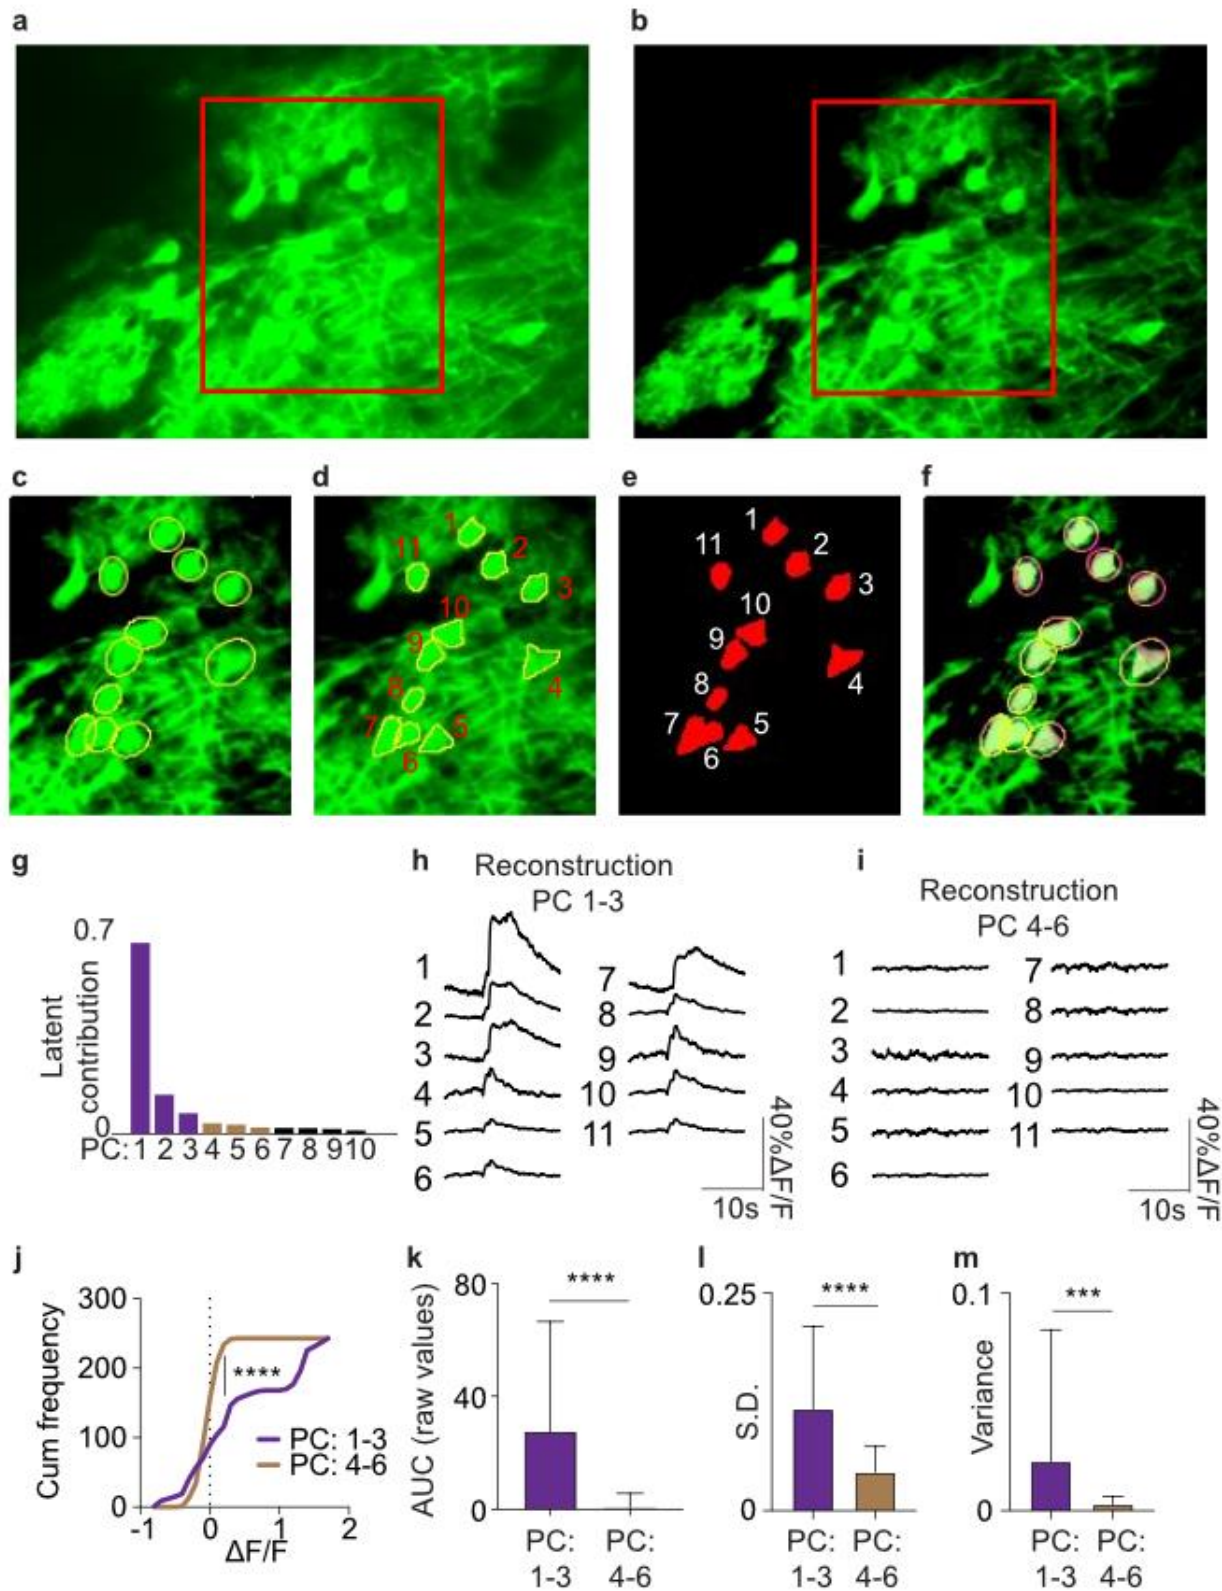 a
b
c
d
e
f
1
2
3
4
5
6
7
8
9
10
11
1
2
3
4
5
6
7
8
9
10
11
g
0.7
Latent
contribution
0
PC: 1 2 3 4 5 6 7 8 9 10
h
Reconstruction
PC 1-3
1
2
3
4
5
6
7
8
9
10
11
40%ΔF/F
10s
i
Reconstruction
PC 4-6
1
2
3
4
5
6
7
8
9
10
11
40%ΔF/F
10s
j
Cum frequency
300
200
100
0
-1 0 1 2
ΔF/F
****
PC: 1-3
PC: 4-6
k
AUC (raw values)
80
40
0
****
PC: PC:
1-3 4-6
l
S.D.
0.25
0
****
PC: PC:
1-3 4-6
m
Variance
0.1
0
***
PC: PC:
1-3 4-6